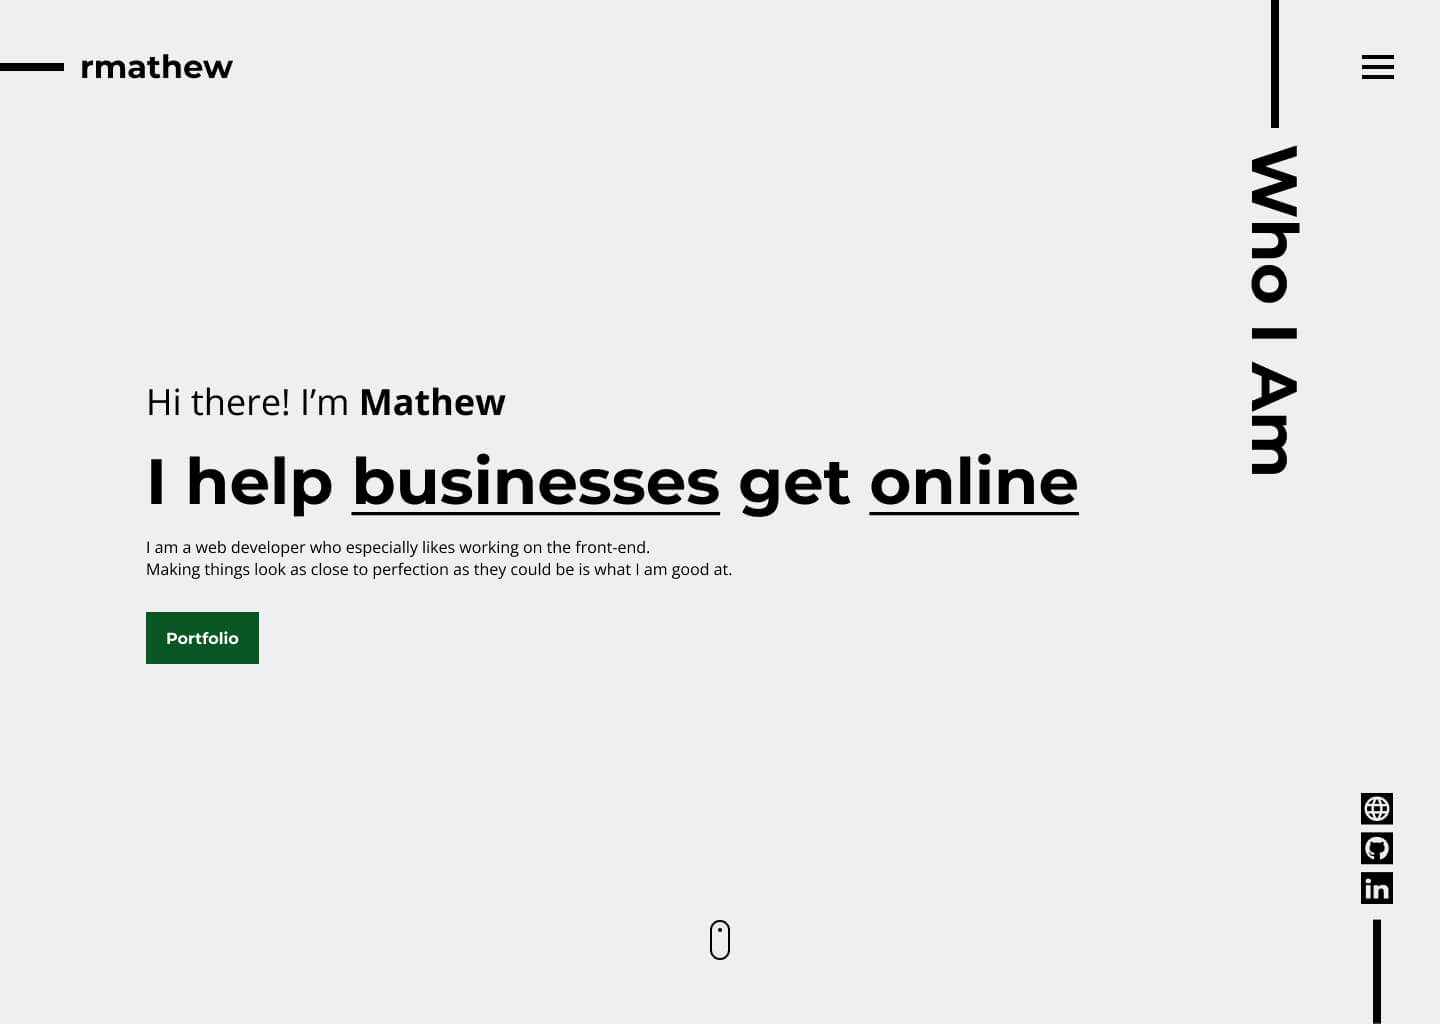 rmathew
Who I Am
Hi there! I’m Mathew
I help businesses get online
I am a web developer who especially likes working on the front-end.
Making things look as close to perfection as they could be is what I am good at.
Portfolio
in